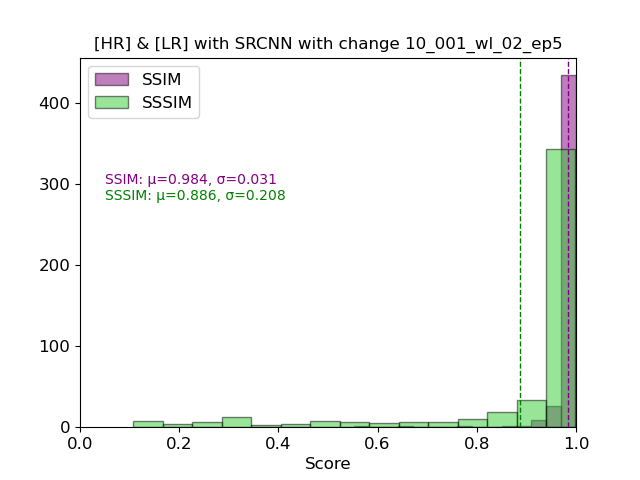 [HR] & [LR] with SRCNN with change 10_001_wl_02_ep5
SSIM
SSSIM
SSIM: μ=0.984, σ=0.031
SSSIM: μ=0.886, σ=0.208
400
300
200
100
0
0.0 0.2 0.4 0.6 0.8 1.0
Score